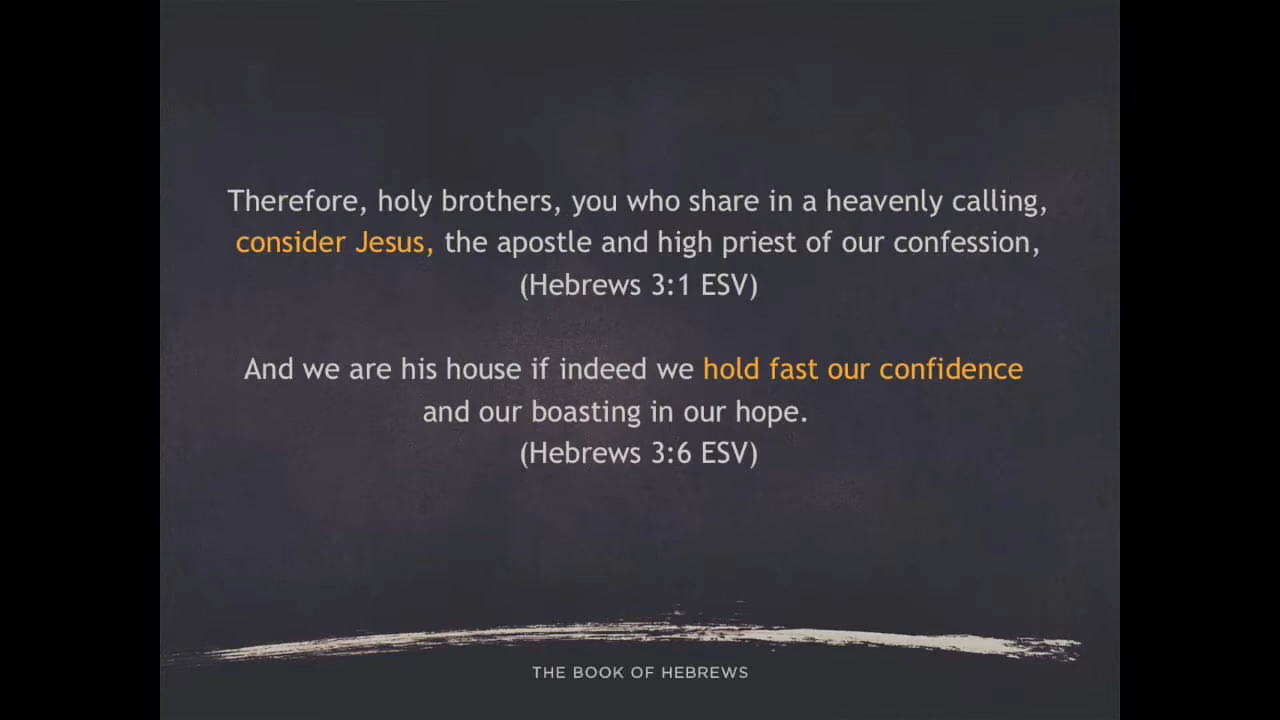 Therefore, holy brothers, you who share in a heavenly calling,
consider Jesus, the apostle and high priest of our confession,
(Hebrews 3:1 ESV)
And we are his house if indeed we hold fast our confidence
and our boasting in our hope.
(Hebrews 3:6 ESV)
THE BOOK OF HEBREWS